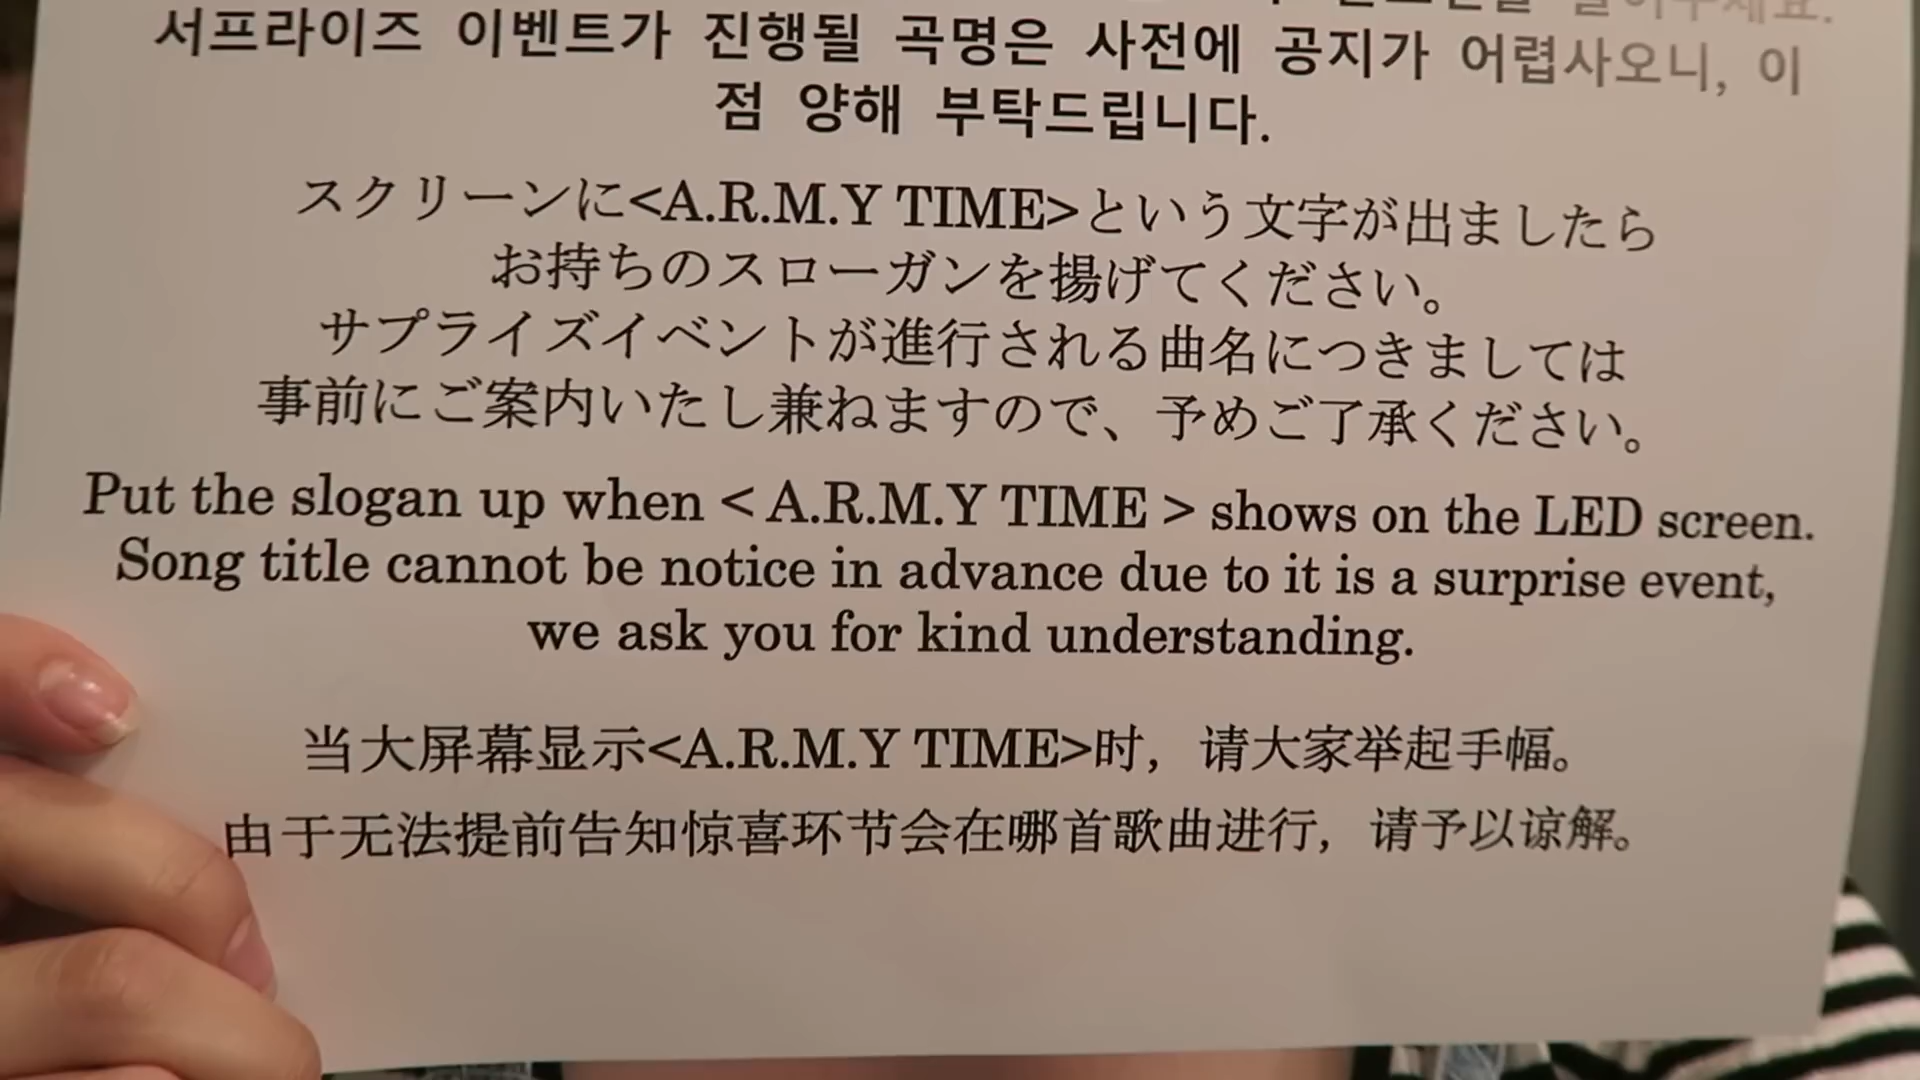 서프라이즈 이벤트가 진행될 곡명은 사전에 공지가 어렵사오니, 이
점 양해 부탁드립니다.
スクリーンに<A.R.M.Y TIME>という文字が出ましたら
お持ちのスローガンを揚げてください。
サプライズイベントが進行される曲名につきましては
事前にご案内いたし兼ねますので、予めご了承ください。
Put the slogan up when < A.R.M.Y TIME > shows on the LED screen.
Song title cannot be notice in advance due to it is a surprise event,
we ask you for kind understanding.
当大屏幕显示<A.R.M.Y TIME>时，请大家举起手幅。
由于无法提前告知惊喜环节会在哪首歌曲进行，请予以谅解。